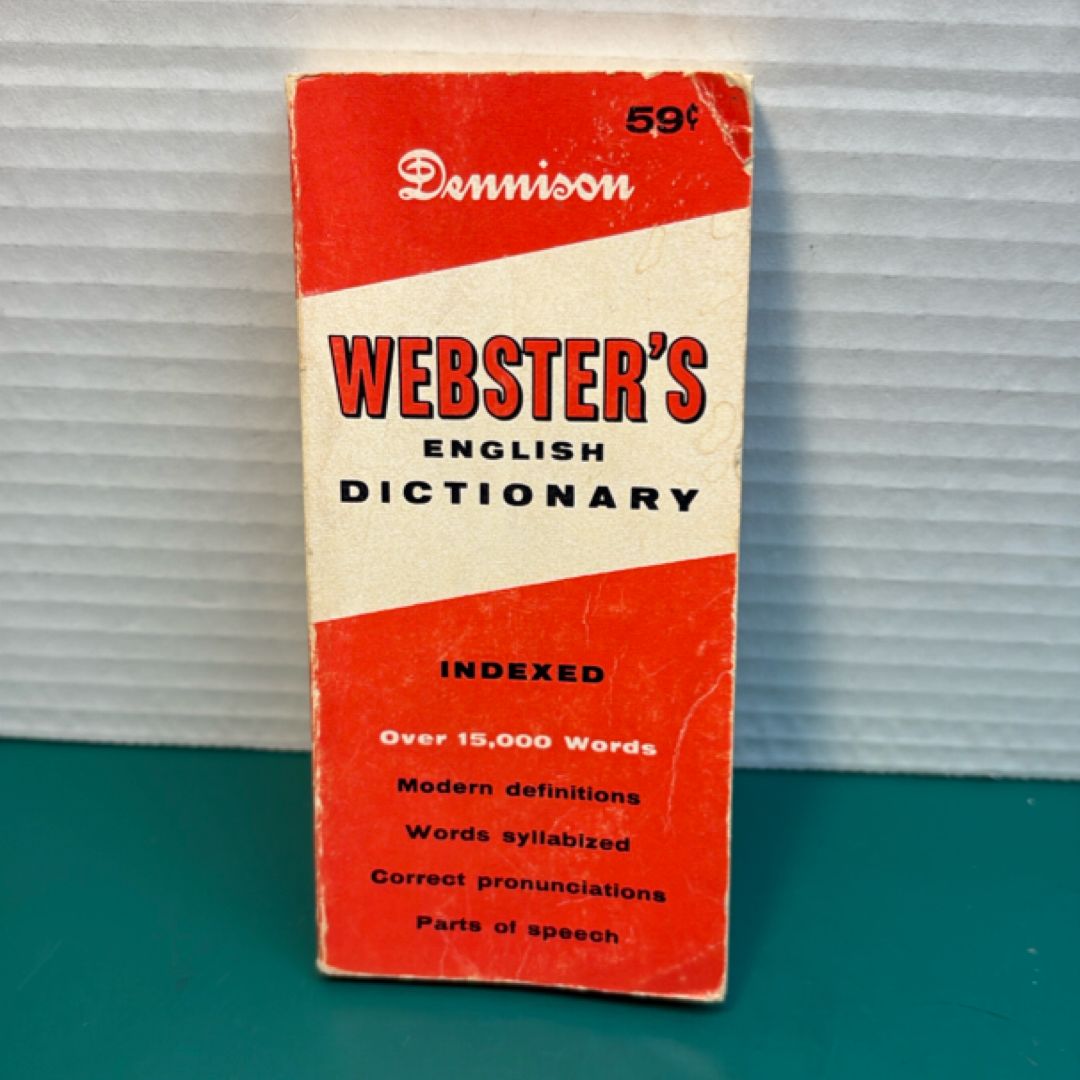 59¢
Dennison
WEBSTER'S
ENGLISH
DICTIONARY
INDEXED
Over 15,000 Words
Modern definitions
Words syllabized
Correct pronunciations
Parts of speech